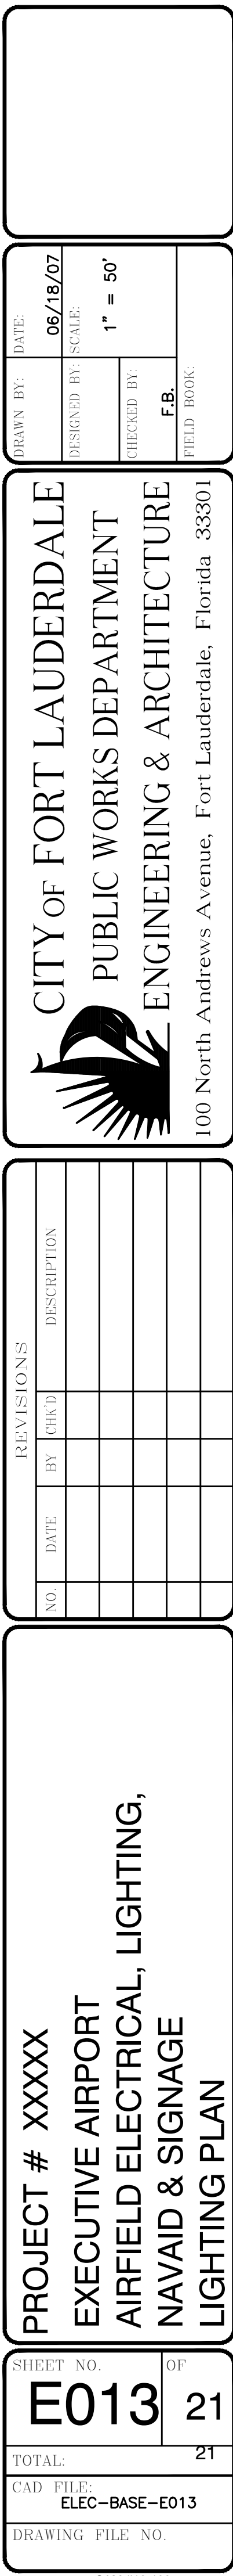 DRAWN BY:
DATE:
06/18/07
DESIGNED BY:
SCALE:
1" = 50'
CHECKED BY:
F.B.
FIELD BOOK:
CITY OF FORT LAUDERDALE
PUBLIC WORKS DEPARTMENT
ENGINEERING & ARCHITECTURE
100 North Andrews Avenue, Fort Lauderdale, Florida 33301
REVISIONS
NO. DATE BY CHK'D DESCRIPTION
PROJECT # XXXXX
EXECUTIVE AIRPORT
AIRFIELD ELECTRICAL, LIGHTING,
NAVAID & SIGNAGE
LIGHTING PLAN
SHEET NO. OF
E013 21
TOTAL: 21
CAD FILE:
ELEC-BASE-E013
DRAWING FILE NO.